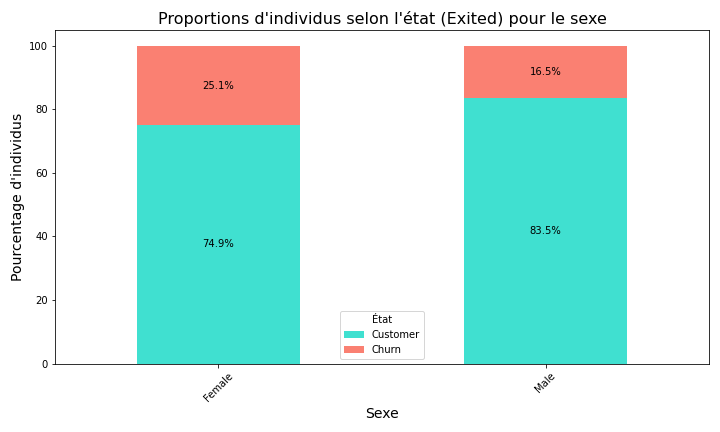 Proportions d'individus selon l'état (Exited) pour le sexe
Pourcentage d'individus
100
80
60
40
20
0
25.1%
16.5%
74.9%
83.5%
État
Customer
Churn
Female
Male
Sexe